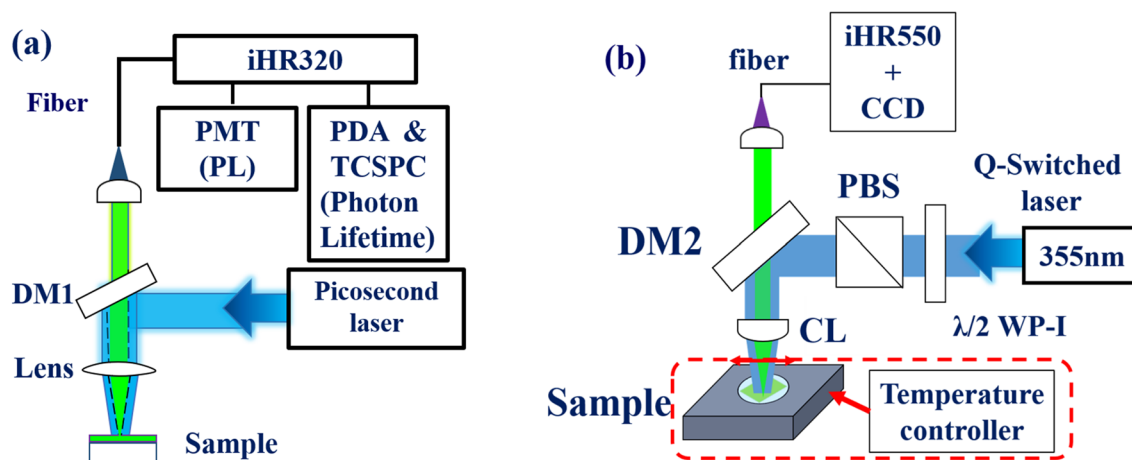 (a)
iHR320
Fiber
PMT
(PL)
PDA &
TCSPC
(Photon
Lifetime)
DM1
Picosecond
laser
Lens
Sample
(b)
iHR550
+
CCD
fiber
PBS
Q-Switched
laser
DM2
355nm
λ/2 WP-I
CL
Sample
Temperature
controller